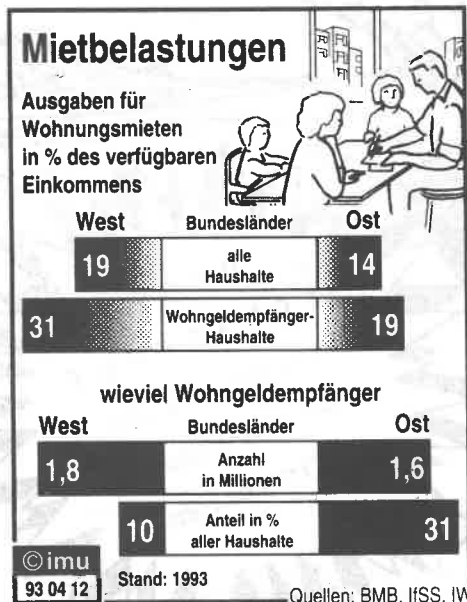 Mietbelastungen
Ausgaben für
Wohnungsmieten
in % des verfügbaren
Einkommens
West Bundesländer Ost
19 alle Haushalte 14
31 Wohngeldempfänger-Haushalte 19
wieviel Wohngeldempfänger
West Bundesländer Ost
1,8 Anzahl in Millionen 1,6
10 Anteil in % aller Haushalte 31
©imu
93 04 12
Stand: 1993
Quellen: BMB, IfSS, IW